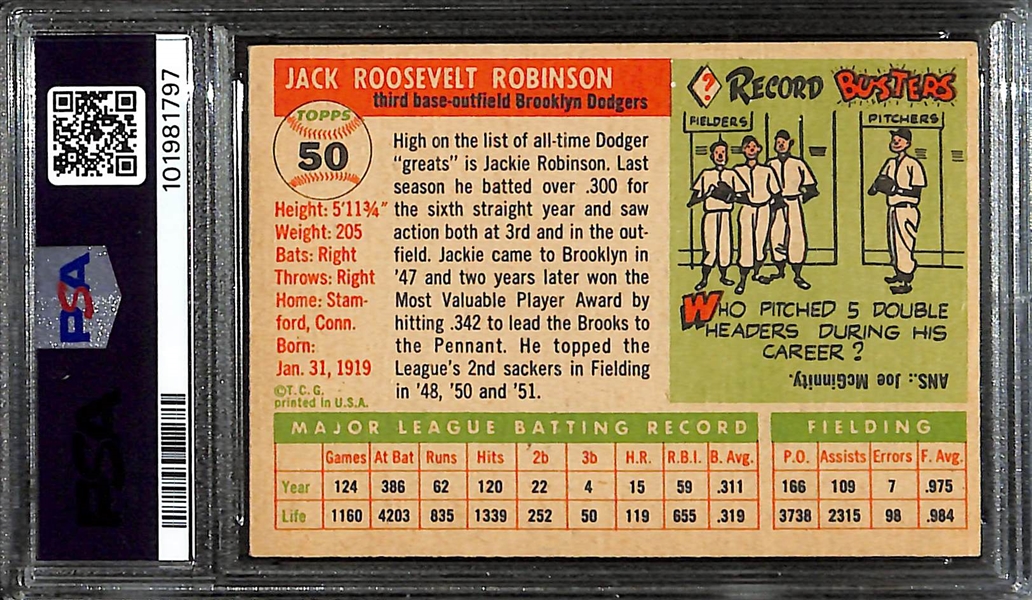 PSA
PSA
101981797
JACK ROOSEVELT ROBINSON
third base-outfield Brooklyn Dodgers
TOPPS
50
Height: 5'11¾"
Weight: 205
Bats: Right
Throws: Right
Home: Stam-
ford, Conn.
Born:
Jan. 31, 1919
©T.C.G.
printed in U.S.A.
High on the list of all-time Dodger
"greats" is Jackie Robinson. Last
season he batted over .300 for
the sixth straight year and saw
action both at 3rd and in the out-
field. Jackie came to Brooklyn in
'47 and two years later won the
Most Valuable Player Award by
hitting .342 to lead the Brooks to
the Pennant. He topped the
League's 2nd sackers in Fielding
in '48, '50 and '51.
? RECORD BUSTERS
FIELDERS
PITCHERS
WHO PITCHED 5 DOUBLE
HEADERS DURING HIS
CAREER?
ANS.: Joe McGinnity.
MAJOR LEAGUE BATTING RECORD
Games At Bat Runs Hits 2b 3b H.R. R.B.I. B. Avg.
Year 124 386 62 120 22 4 15 59 .311
Life 1160 4203 835 1339 252 50 119 655 .319
FIELDING
P.O. Assists Errors F. Avg.
166 109 7 .975
3738 2315 98 .984